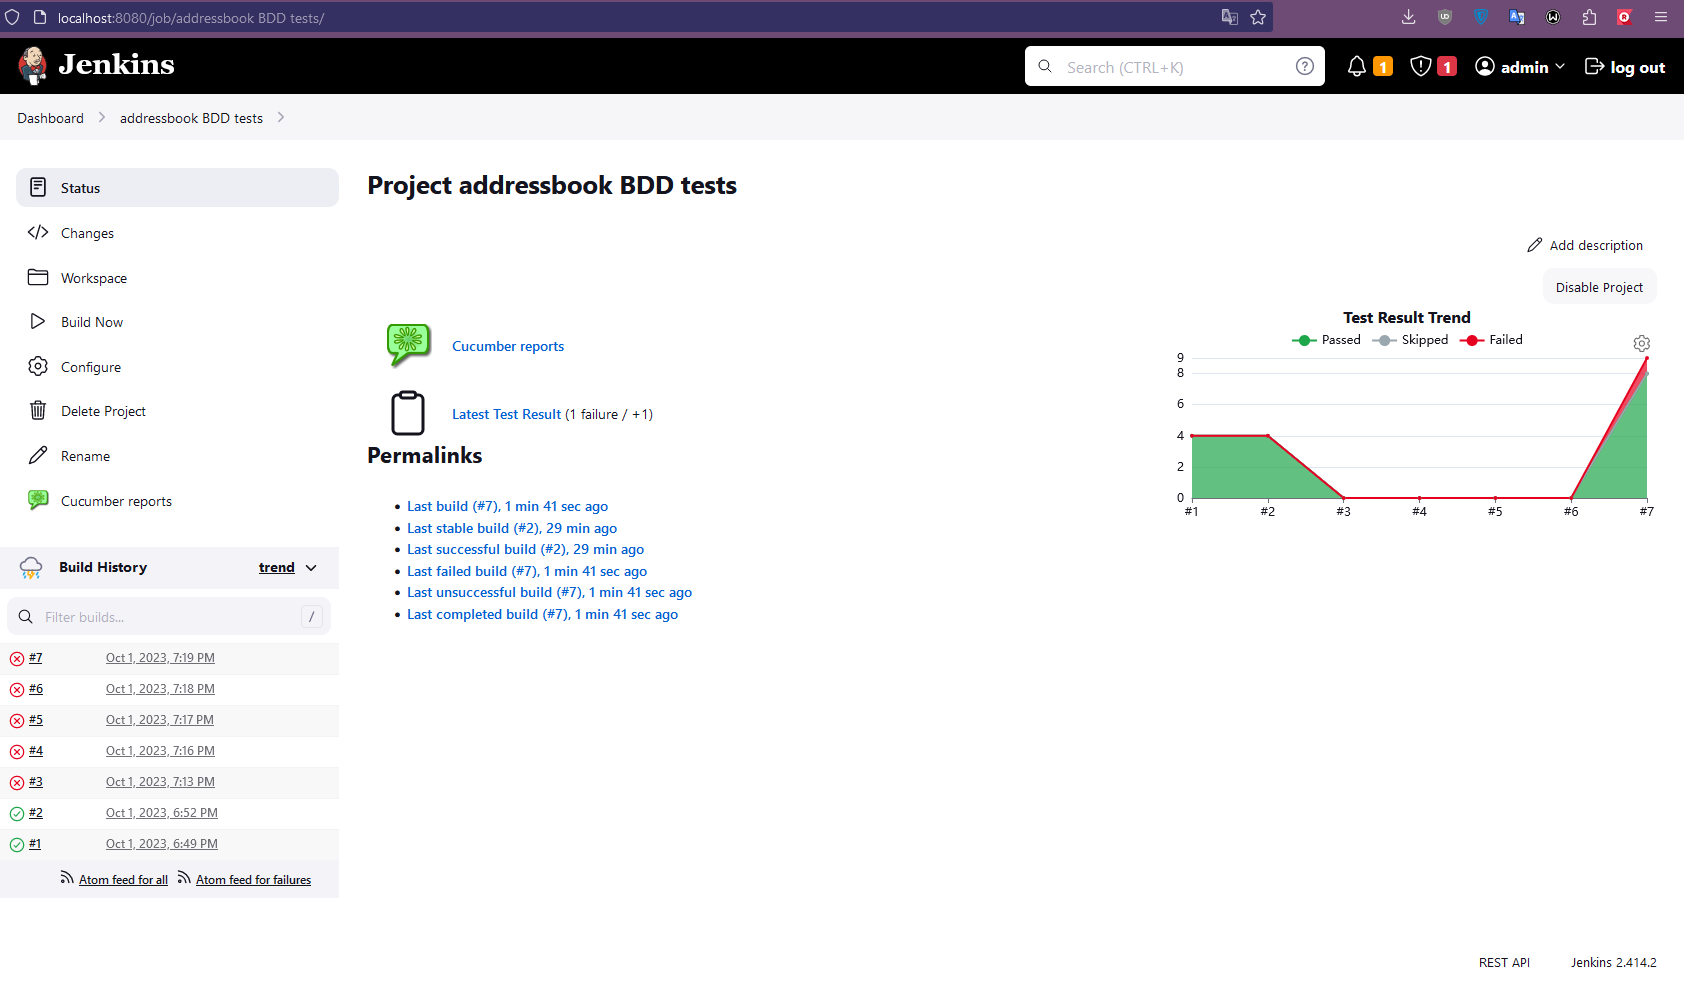 localhost:8080/job/addressbook BDD tests/
Jenkins
Search (CTRL+K)
1
1
admin
log out
Dashboard
addressbook BDD tests
Status
Changes
Workspace
Build Now
Configure
Delete Project
Rename
Cucumber reports
Build History
trend
Filter builds...
/
#7 Oct 1, 2023, 7:19 PM
#6 Oct 1, 2023, 7:18 PM
#5 Oct 1, 2023, 7:17 PM
#4 Oct 1, 2023, 7:16 PM
#3 Oct 1, 2023, 7:13 PM
#2 Oct 1, 2023, 6:52 PM
#1 Oct 1, 2023, 6:49 PM
Atom feed for all Atom feed for failures
Project addressbook BDD tests
Add description
Disable Project
Cucumber reports
Latest Test Result (1 failure / +1)
Permalinks
• Last build (#7), 1 min 41 sec ago
• Last stable build (#2), 29 min ago
• Last successful build (#2), 29 min ago
• Last failed build (#7), 1 min 41 sec ago
• Last unsuccessful build (#7), 1 min 41 sec ago
• Last completed build (#7), 1 min 41 sec ago
Test Result Trend
Passed Skipped Failed
9
8
6
4
2
0
#1 #2 #3 #4 #5 #6 #7
REST API Jenkins 2.414.2